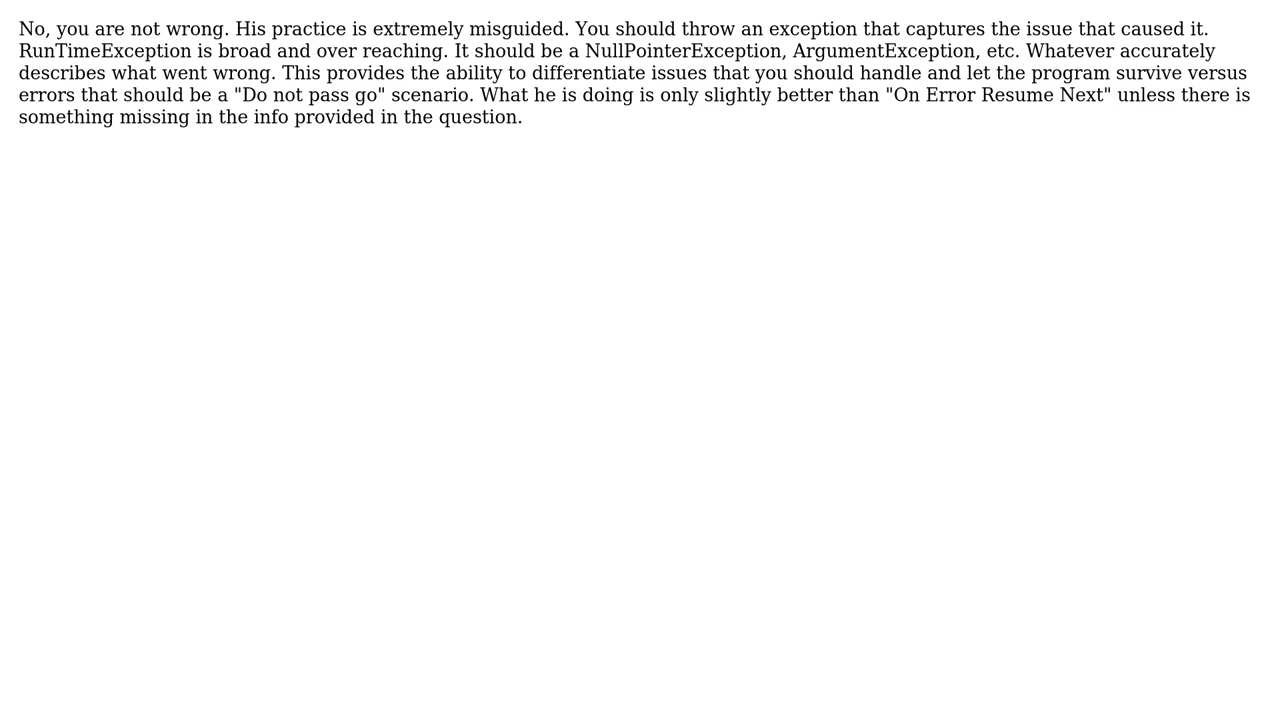 No, you are not wrong. His practice is extremely misguided. You should throw an exception that captures the issue that caused it.
RunTimeException is broad and over reaching. It should be a NullPointerException, ArgumentException, etc. Whatever accurately
describes what went wrong. This provides the ability to differentiate issues that you should handle and let the program survive versus
errors that should be a "Do not pass go" scenario. What he is doing is only slightly better than "On Error Resume Next" unless there is
something missing in the info provided in the question.